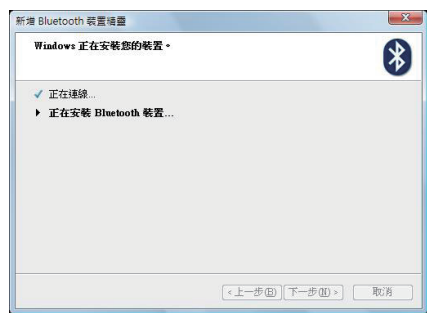 新增 Bluetooth 裝置精靈
Windows 正在安裝您的裝置。
正在連線...
正在安裝 Bluetooth 裝置...
<上一步(B) 下一步(N)> 取消